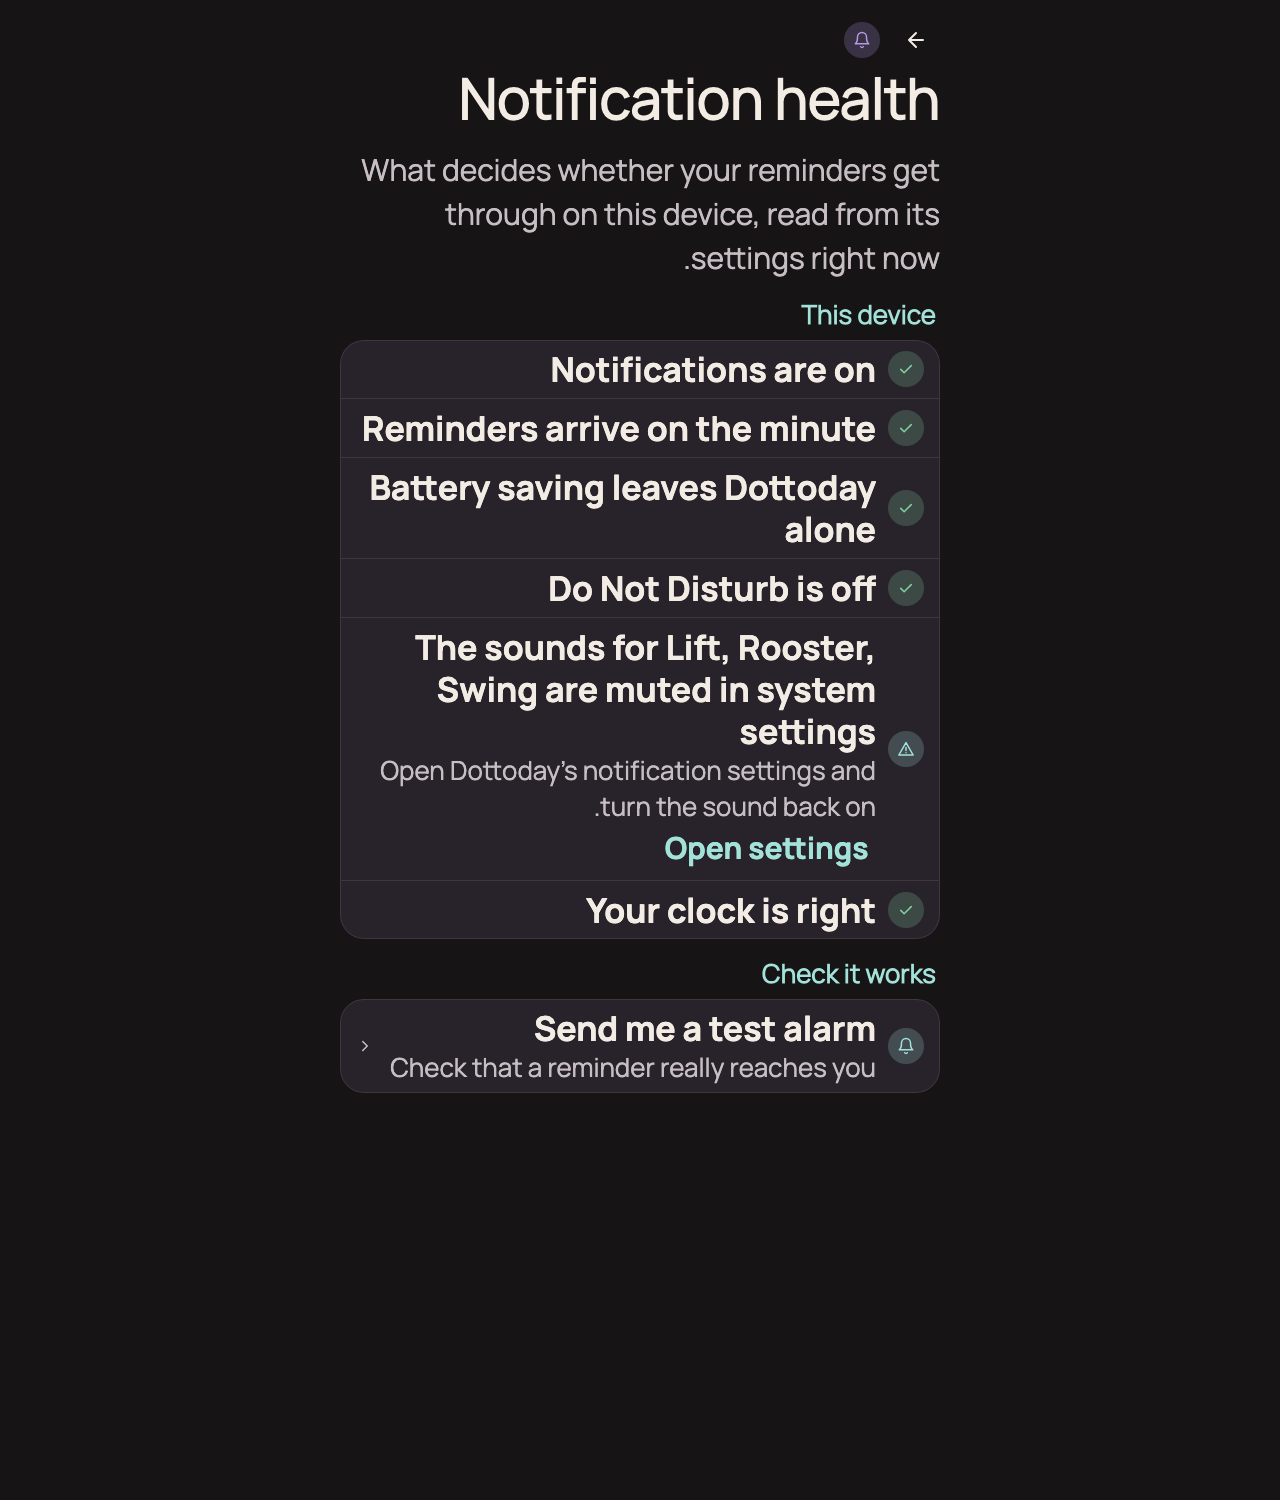 Notification health
What decides whether your reminders get
through on this device, read from its
settings right now.
This device
Notifications are on
Reminders arrive on the minute
Battery saving leaves Dottoday
alone
Do Not Disturb is off
The sounds for Lift, Rooster,
Swing are muted in system
settings
Open Dottoday’s notification settings and
turn the sound back on.
Open settings
Your clock is right
Check it works
Send me a test alarm
Check that a reminder really reaches you